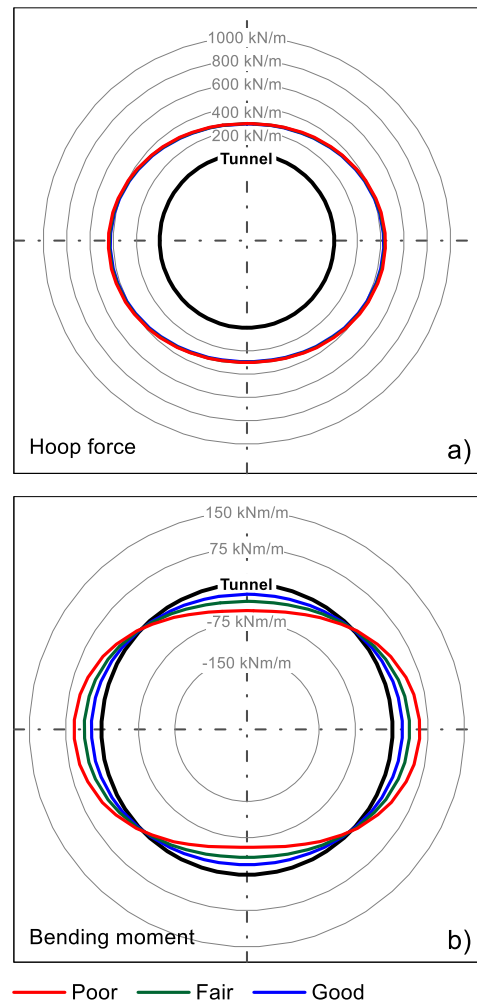 1000 kN/m
800 kN/m
600 kN/m
400 kN/m
200 kN/m
Tunnel
Hoop force
a)
150 kNm/m
75 kNm/m
Tunnel
-75 kNm/m
-150 kNm/m
Bending moment
b)
Poor Fair Good